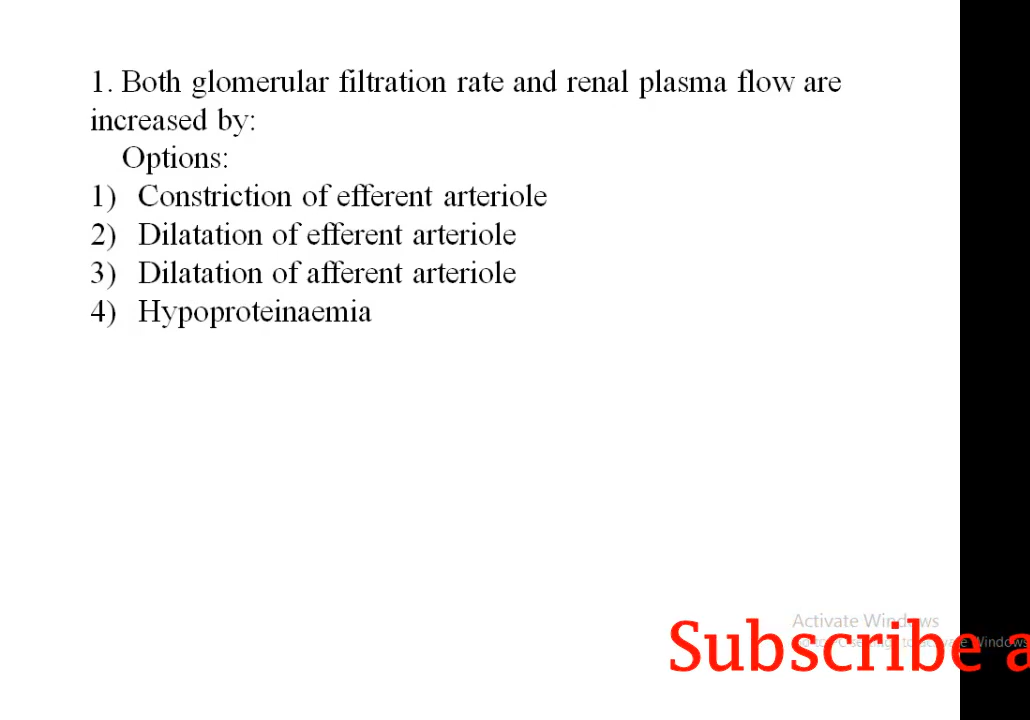 1. Both glomerular filtration rate and renal plasma flow are
increased by:
Options:
1) Constriction of efferent arteriole
2) Dilatation of efferent arteriole
3) Dilatation of afferent arteriole
4) Hypoproteinaemia
Activate Windows
Subscribe a
Windows